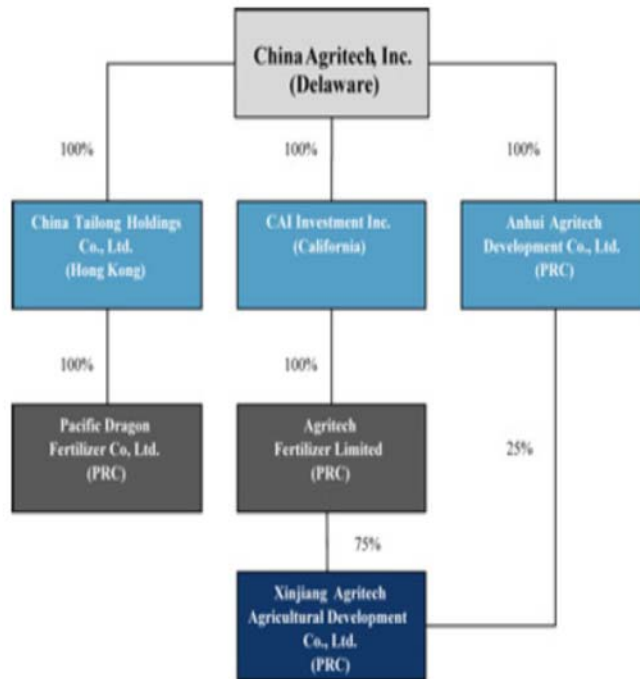 China Agritech, Inc.
(Delaware)
100%
100%
100%
China Tailong Holdings
Co., Ltd.
(Hong Kong)
CAI Investment Inc.
(California)
Anhui Agritech
Development Co., Ltd.
(PRC)
100%
100%
Pacific Dragon
Fertilizer Co, Ltd.
(PRC)
Agritech
Fertilizer Limited
(PRC)
25%
75%
Xinjiang Agritech
Agricultural Development
Co., Ltd.
(PRC)